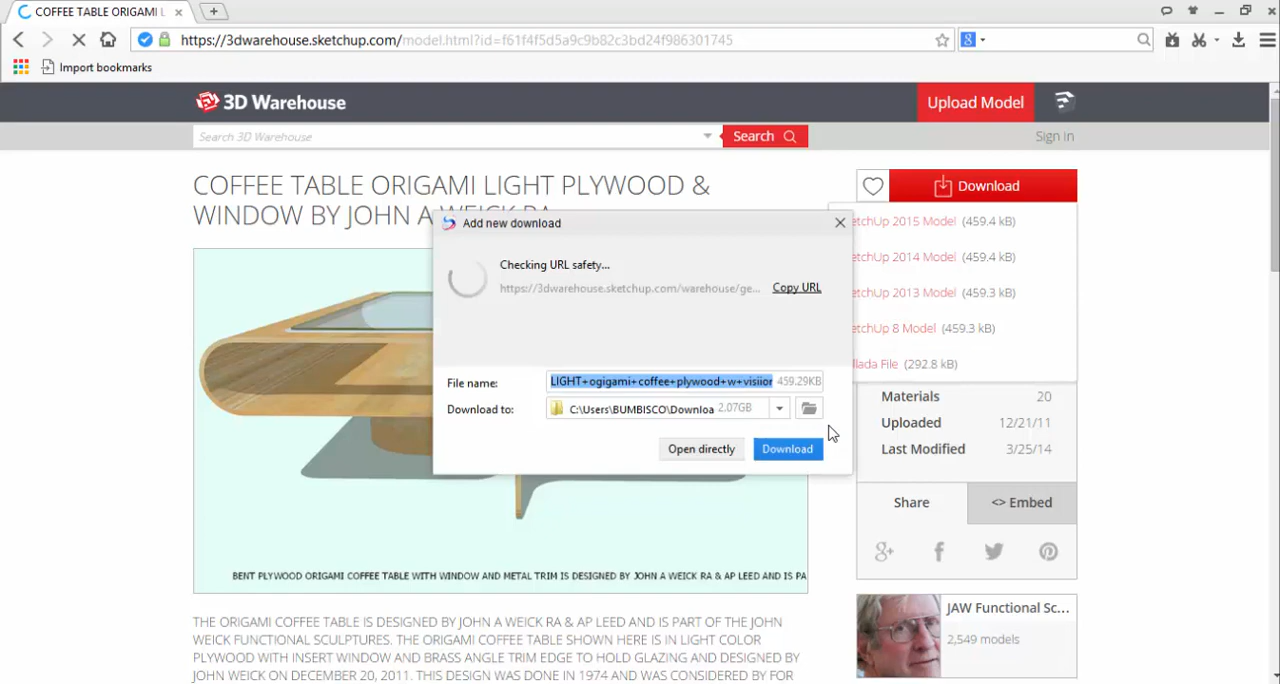 COFFEE TABLE ORIGAMI L
https://3dwarehouse.sketchup.com/model.html?id=f61f4f5d5a9c9b82c3bd24f986301745
Import bookmarks
3D Warehouse
Upload Model
Search 3D Warehouse
Search
Sign In
COFFEE TABLE ORIGAMI LIGHT PLYWOOD &
WINDOW BY JOHN A WEICK RA
Download
etchUp 2015 Model (459.4 kB)
etchUp 2014 Model (459.4 kB)
etchUp 2013 Model (459.3 kB)
etchUp 8 Model (459.3 kB)
llada File (292.8 kB)
Add new download
Checking URL safety...
https://3dwarehouse.sketchup.com/warehouse/ge...
Copy URL
File name:
LIGHT+ogigami+coffee+plywood+w+visiior
459.29KB
Download to:
C:\Users\BUMBISCO\Downloa
2.07GB
Open directly
Download
Materials 20
Uploaded 12/21/11
Last Modified 3/25/14
Share
<> Embed
BENT PLYWOOD ORIGAMI COFFEE TABLE WITH WINDOW AND METAL TRIM IS DESIGNED BY JOHN A WEICK RA & AP LEED AND IS PA
JAW Functional Sc...
2,549 models
THE ORIGAMI COFFEE TABLE IS DESIGNED BY JOHN A WEICK RA & AP LEED AND IS PART OF THE JOHN
WEICK FUNCTIONAL SCULPTURES. THE ORIGAMI COFFEE TABLE SHOWN HERE IS IN LIGHT COLOR
PLYWOOD WITH INSERT WINDOW AND BRASS ANGLE TRIM EDGE TO HOLD GLAZING AND DESIGNED BY
JOHN WEICK ON DECEMBER 20, 2011. THIS DESIGN WAS DONE IN 1974 AND WAS CONSIDERED BY FOR